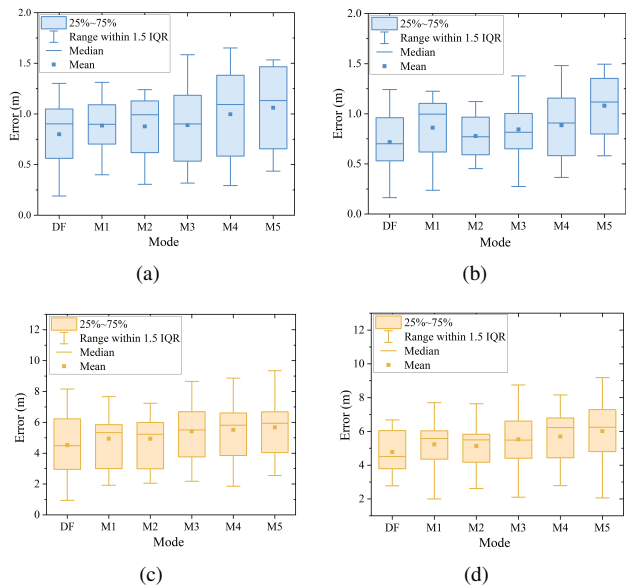 25%~75%
Range within 1.5 IQR
Median
Mean
2.0
1.5
1.0
0.5
0.0
Error (m)
DF M1 M2 M3 M4 M5
Mode
(a)
25%~75%
Range within 1.5 IQR
Median
Mean
2.0
1.5
1.0
0.5
0.0
Error (m)
DF M1 M2 M3 M4 M5
Mode
(b)
25%~75%
Range within 1.5 IQR
Median
Mean
12
10
8
6
4
2
0
Error (m)
DF M1 M2 M3 M4 M5
Mode
(c)
25%~75%
Range within 1.5 IQR
Median
Mean
12
10
8
6
4
2
Error (m)
DF M1 M2 M3 M4 M5
Mode
(d)